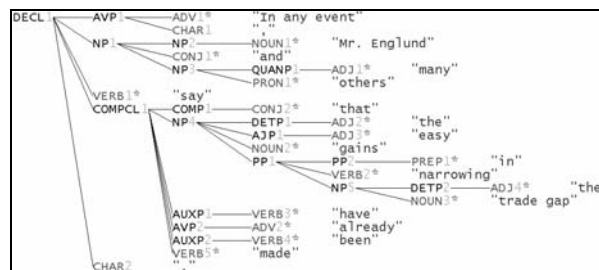 DECL1 AVP1 ADV1* "In any event"
CHAR1 ","
NP1 NP2 NOUN1* "Mr. Englund"
CONJ1* "and"
NP3 QUANP1 ADJ1* "many"
PRON1* "others"
VERB1* "say"
COMPCL1 COMP1 CONJ2* "that"
NP4 DETP1 ADJ2* "the"
AJP1 ADJ3* "easy"
NOUN2* "gains"
PP1 PP2 PREP1* "in"
VERB2* "narrowing"
NP5 DETP2 ADJ4* "the
NOUN3* "trade gap"
AUXP1 VERB3* "have"
AVP2 ADV2* "already"
AUXP2 VERB4* "been"
VERB5* "made"
CHAR2 "."